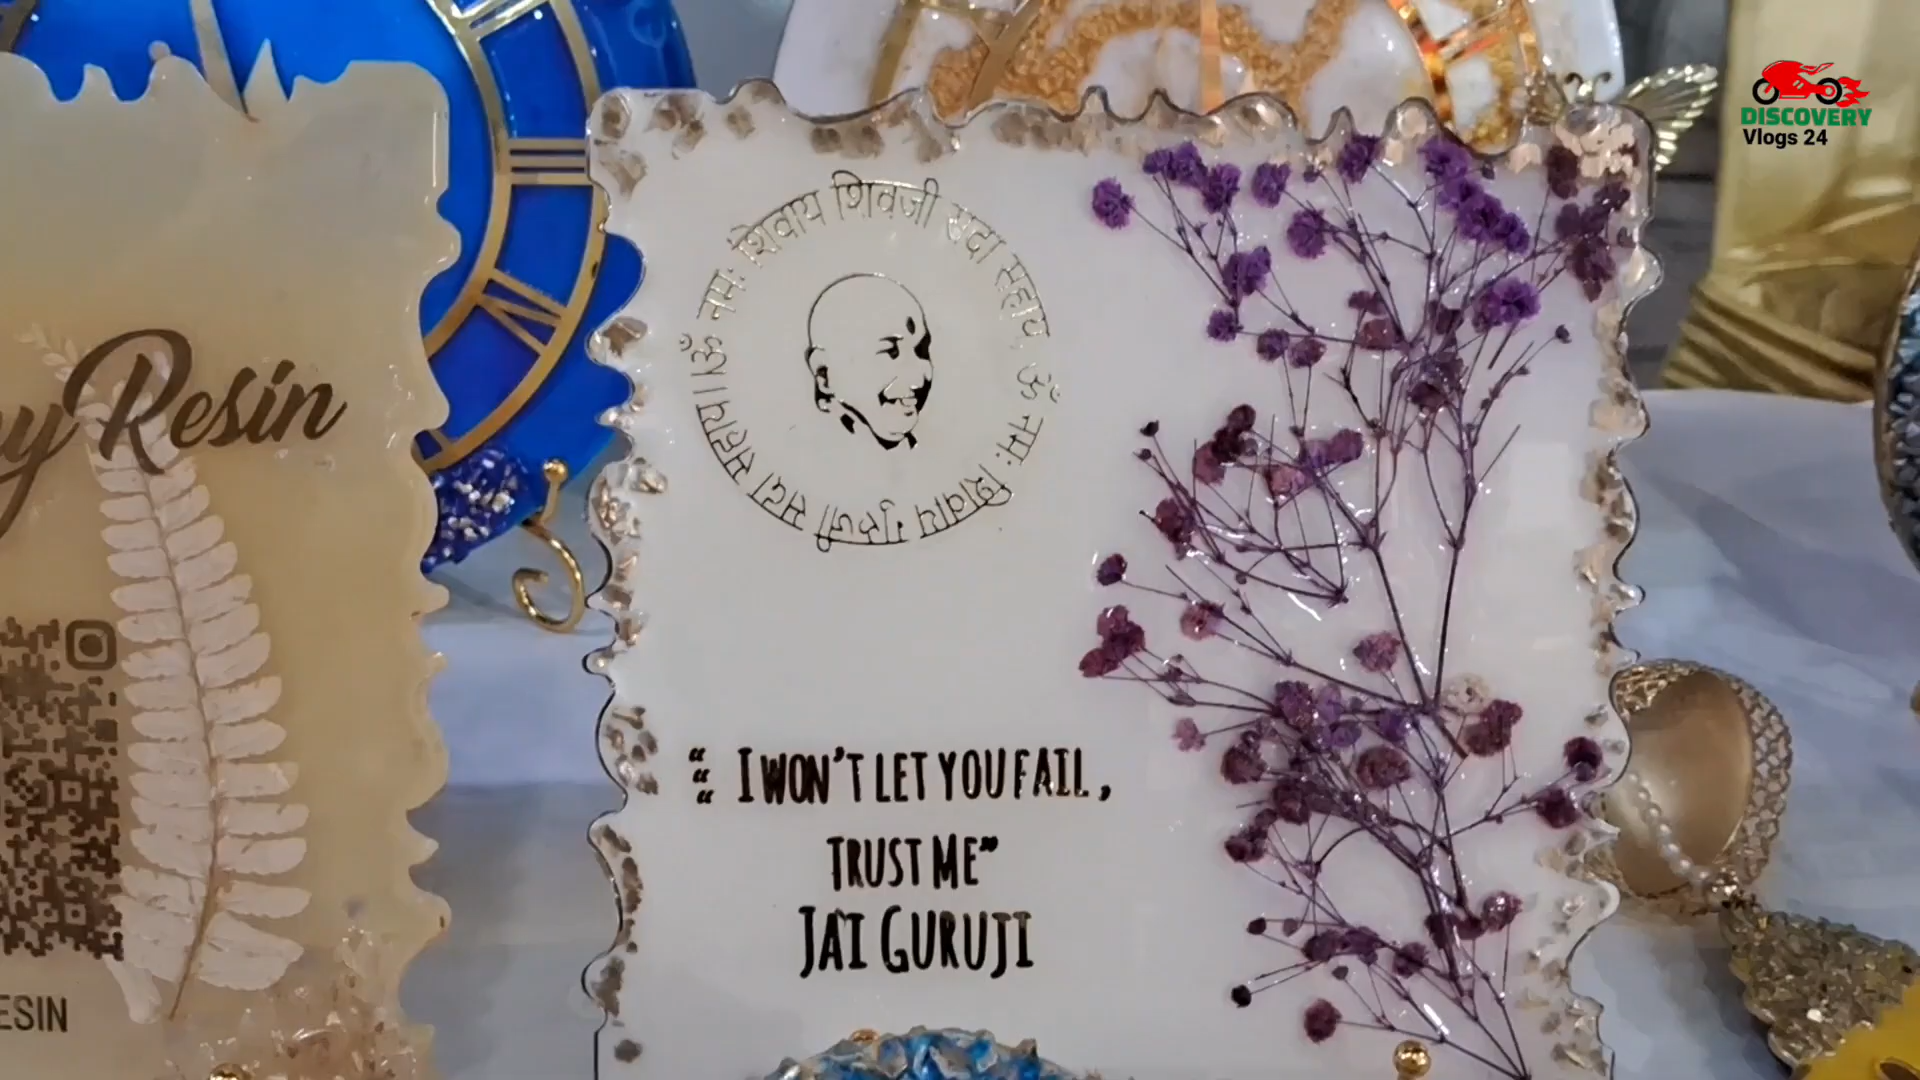 DISCOVERY
Vlogs 24
Resin
ESIN
ॐ नमः शिवाय शिवजी सदा सहाय
ॐ नमः शिवाय गुरुजी सदा सहाय।
“ I WON'T LET YOU FAIL,
TRUST ME”
JAI GURUJI